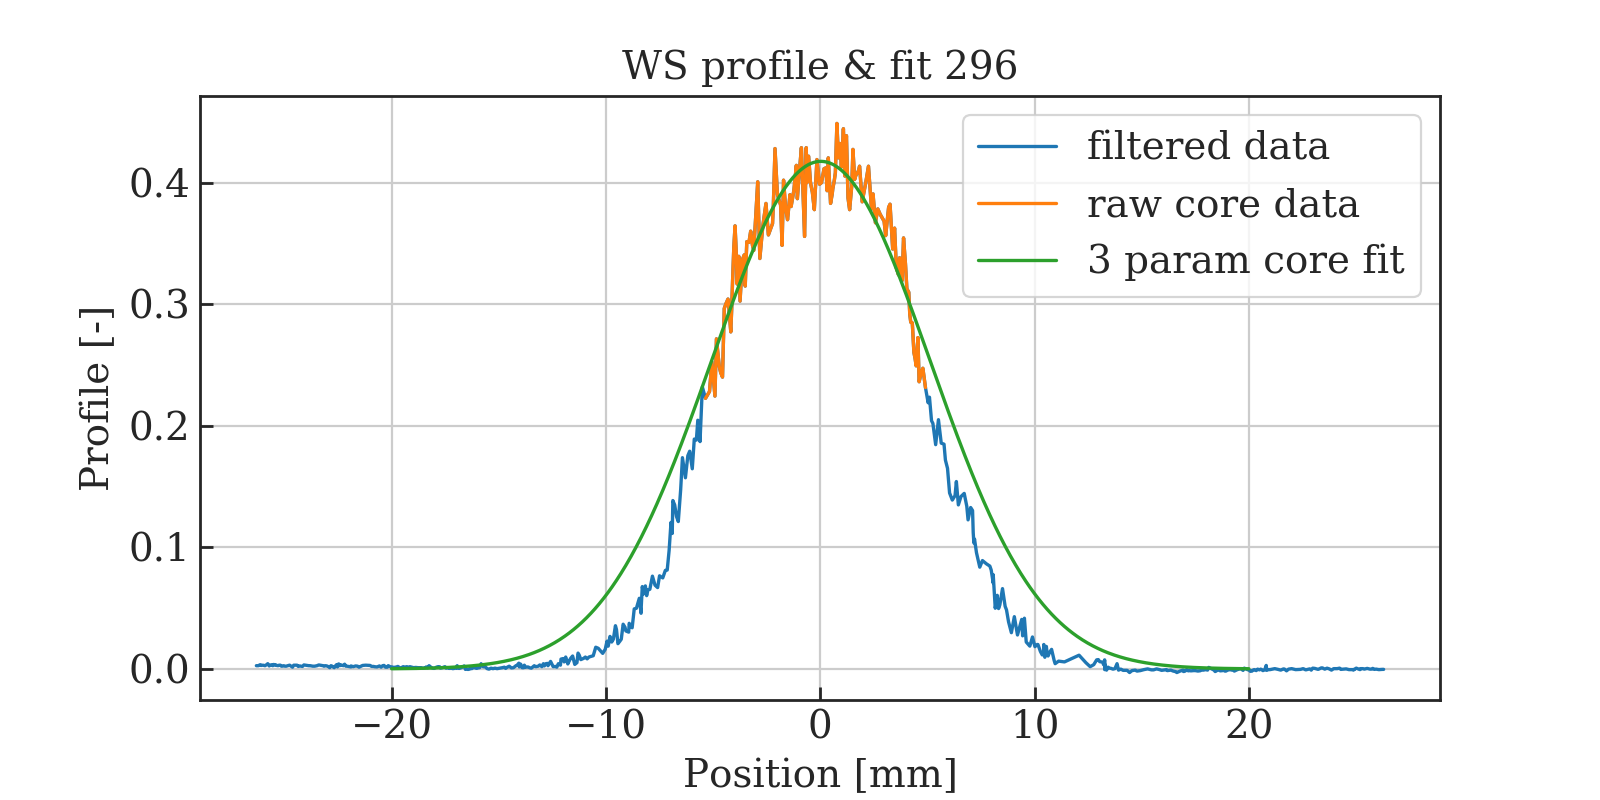 WS profile & fit 296
filtered data
raw core data
3 param core fit
Profile [-]
0.4
0.3
0.2
0.1
0.0
−20 −10 0 10 20
Position [mm]